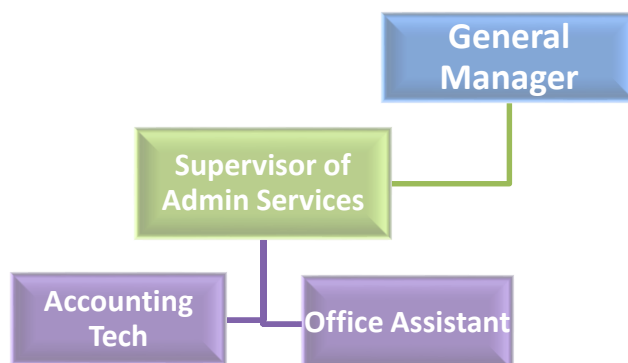 General
Manager
Supervisor of
Admin Services
Accounting
Tech
Office Assistant